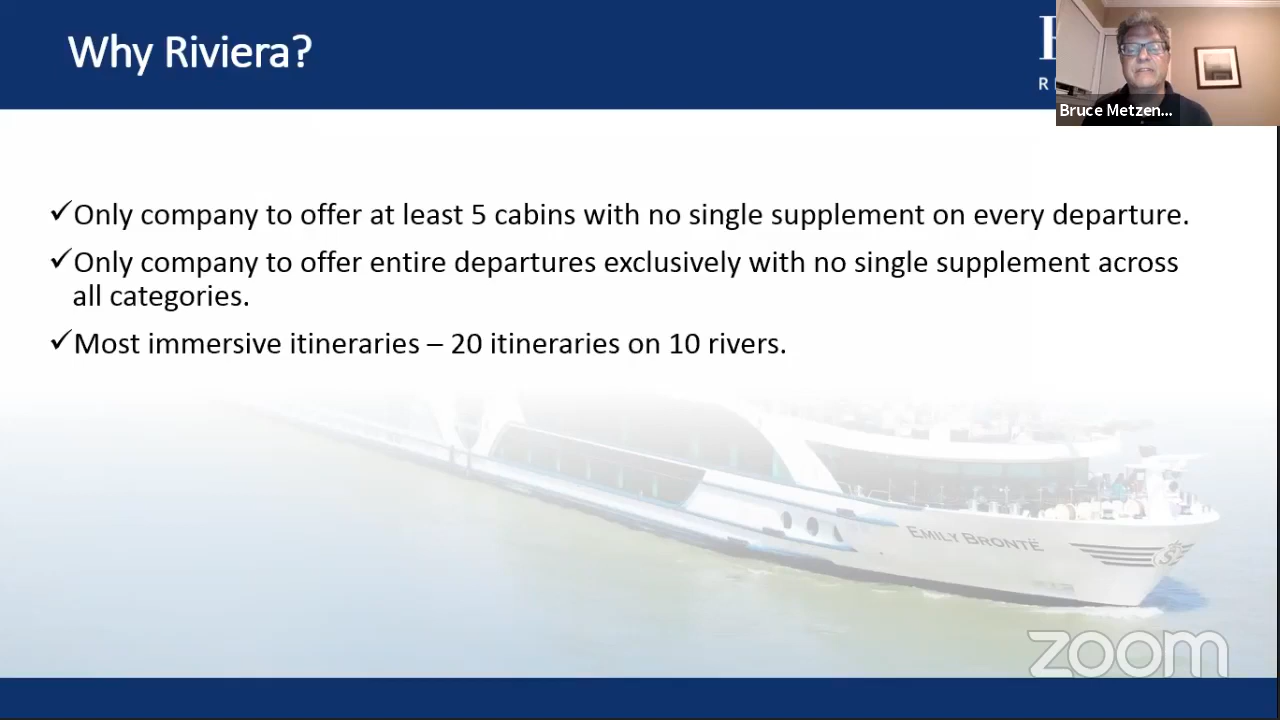 Why Riviera?
Bruce Metzen...
✓Only company to offer at least 5 cabins with no single supplement on every departure.
✓Only company to offer entire departures exclusively with no single supplement across
all categories.
✓Most immersive itineraries – 20 itineraries on 10 rivers.
EMILY BRONTË
zoom